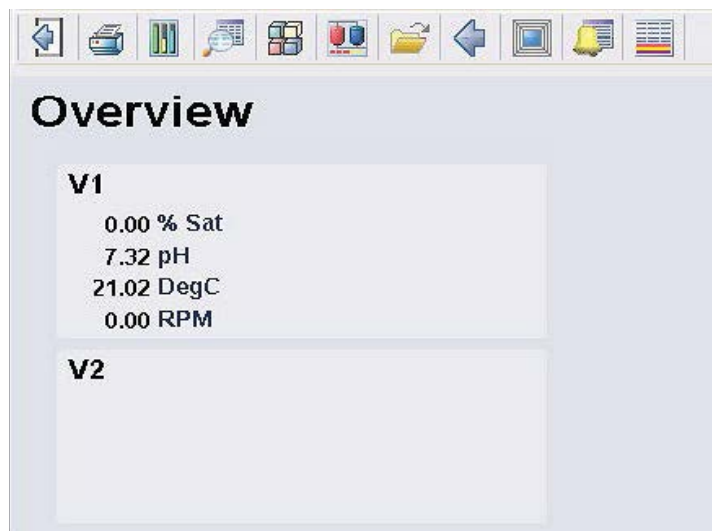 Overview
V1
0.00 % Sat
7.32 pH
21.02 DegC
0.00 RPM
V2